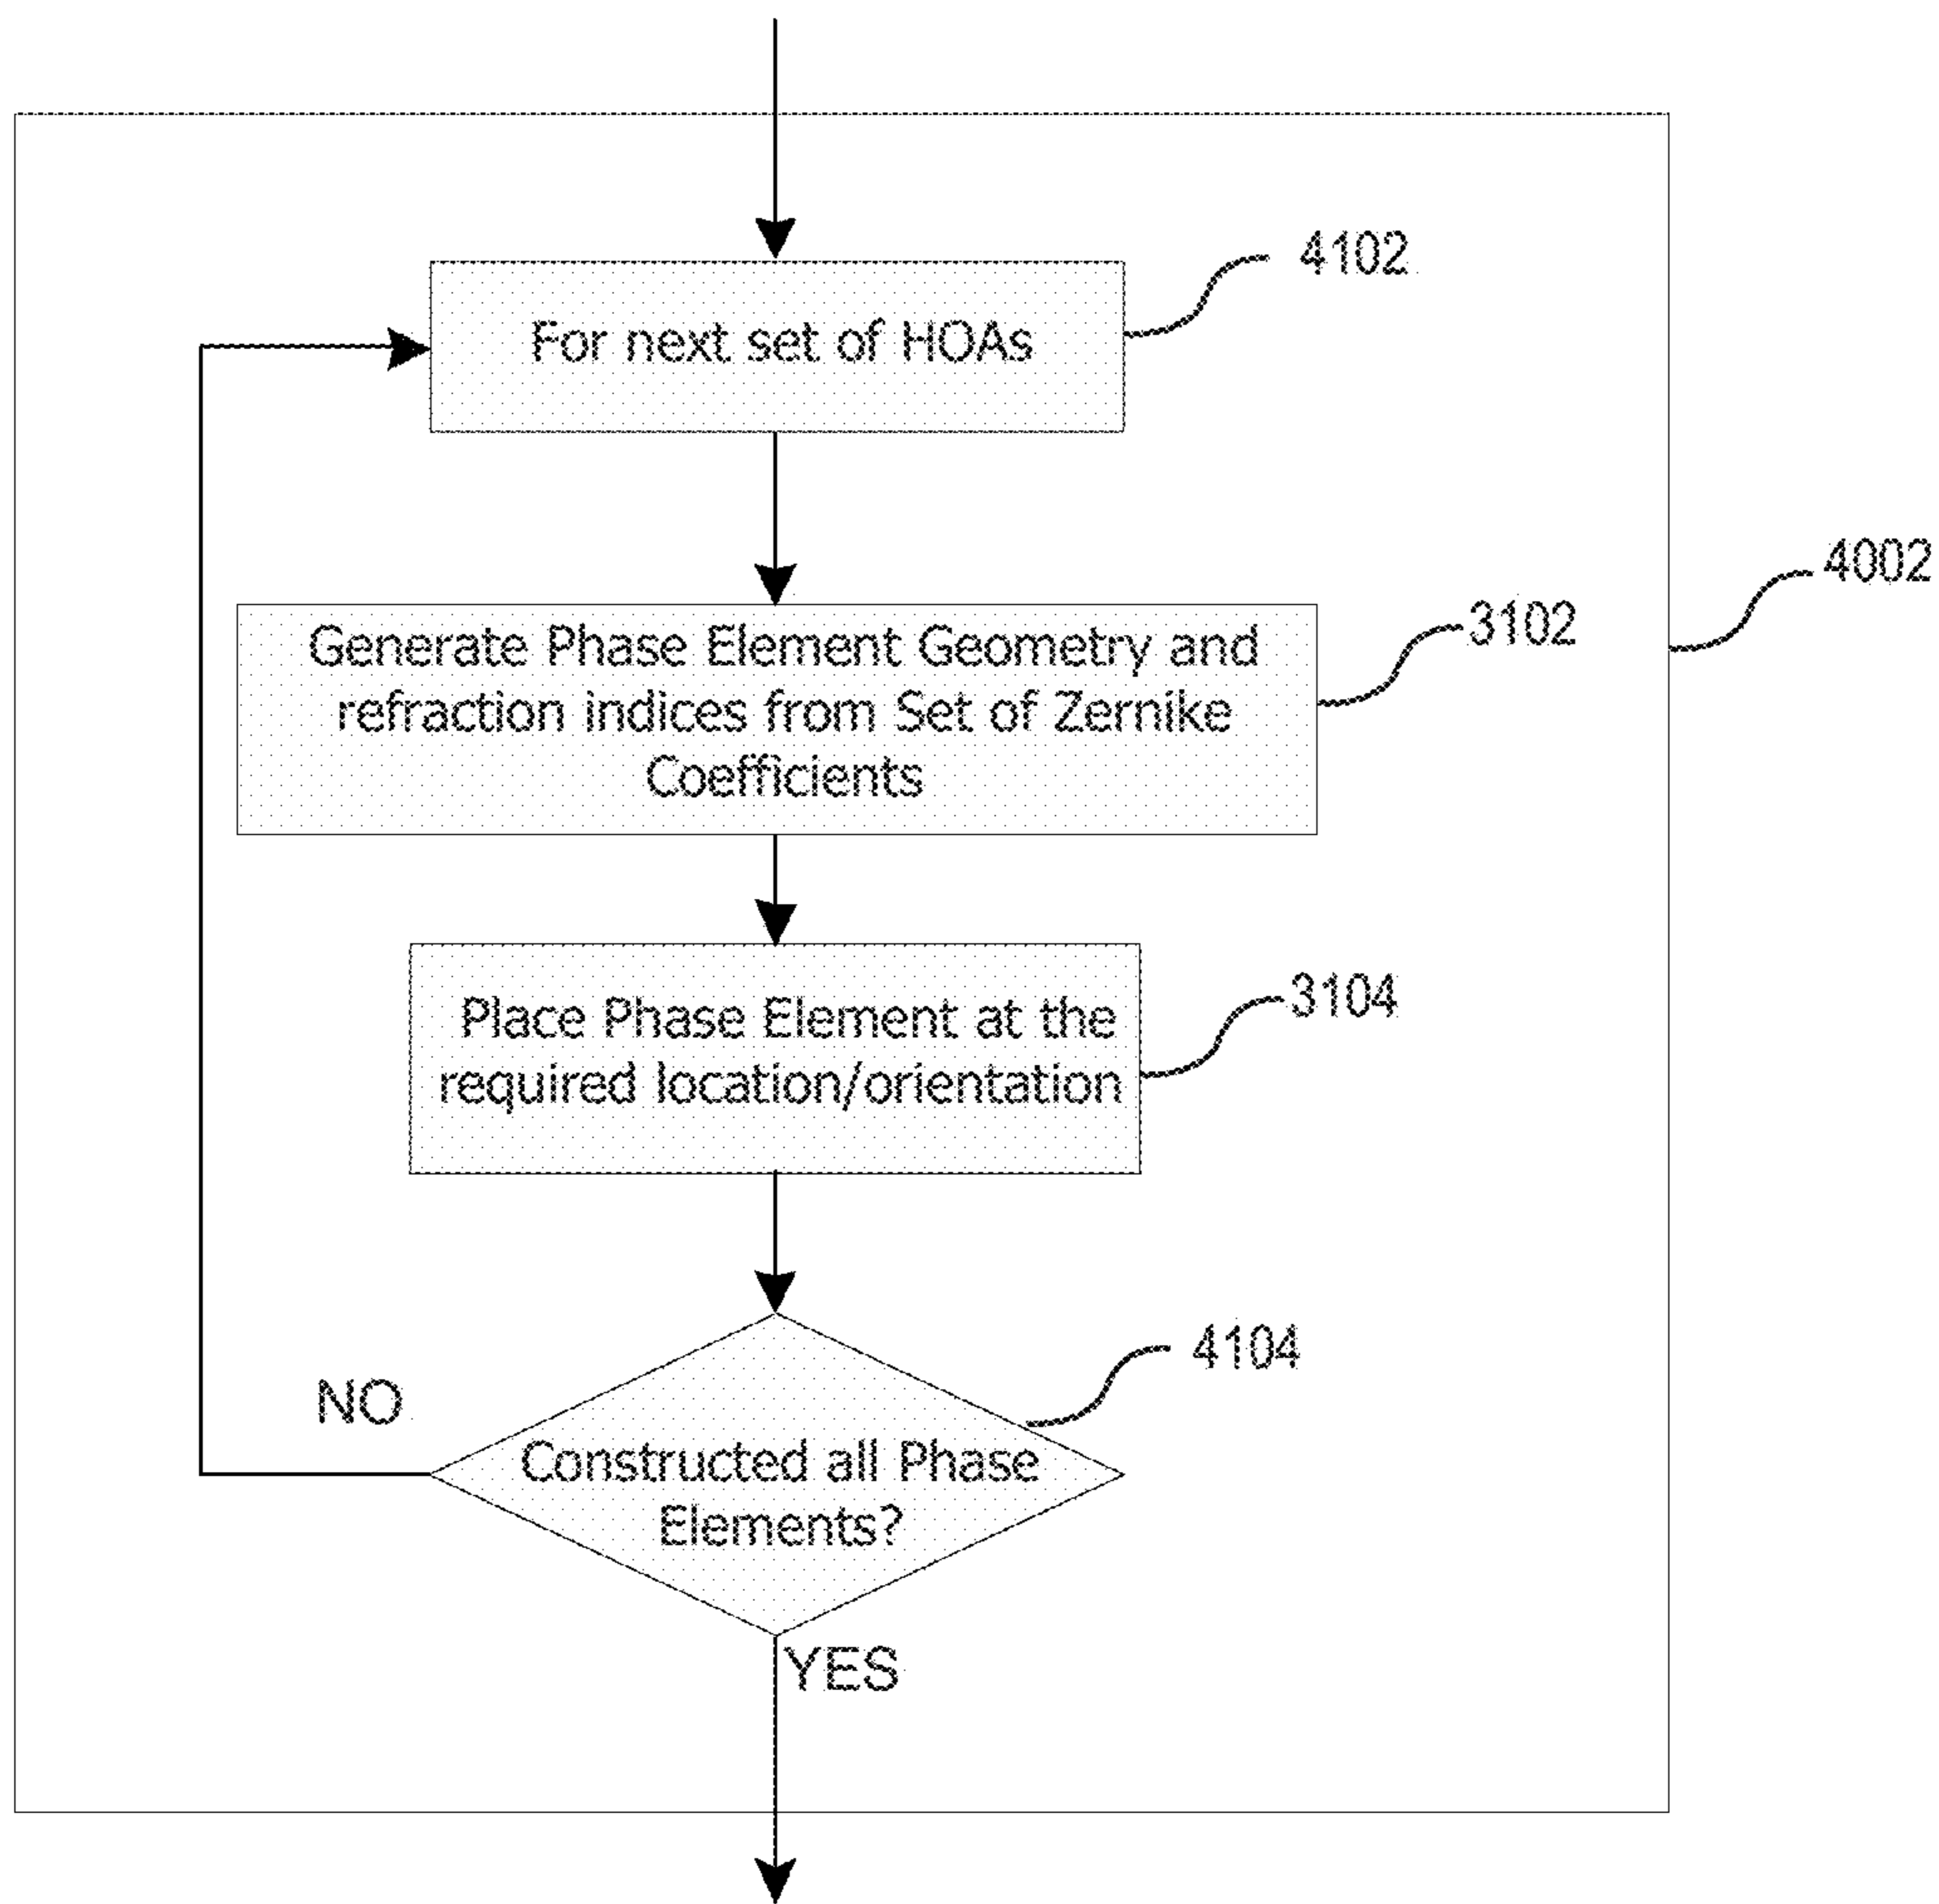 4102
For next set of HOAs
4002
3102
Generate Phase Element Geometry and
refraction indices from Set of Zernike
Coefficients
3104
Place Phase Element at the
required location/orientation
4104
NO
Constructed all Phase
Elements?
YES